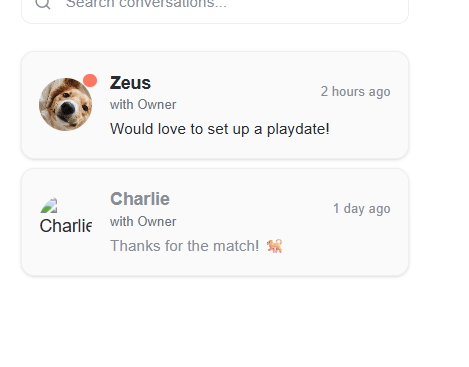 Search conversations...
Zeus
2 hours ago
with Owner
Would love to set up a playdate!
Charlie
Charlie
1 day ago
with Owner
Thanks for the match! 🐕